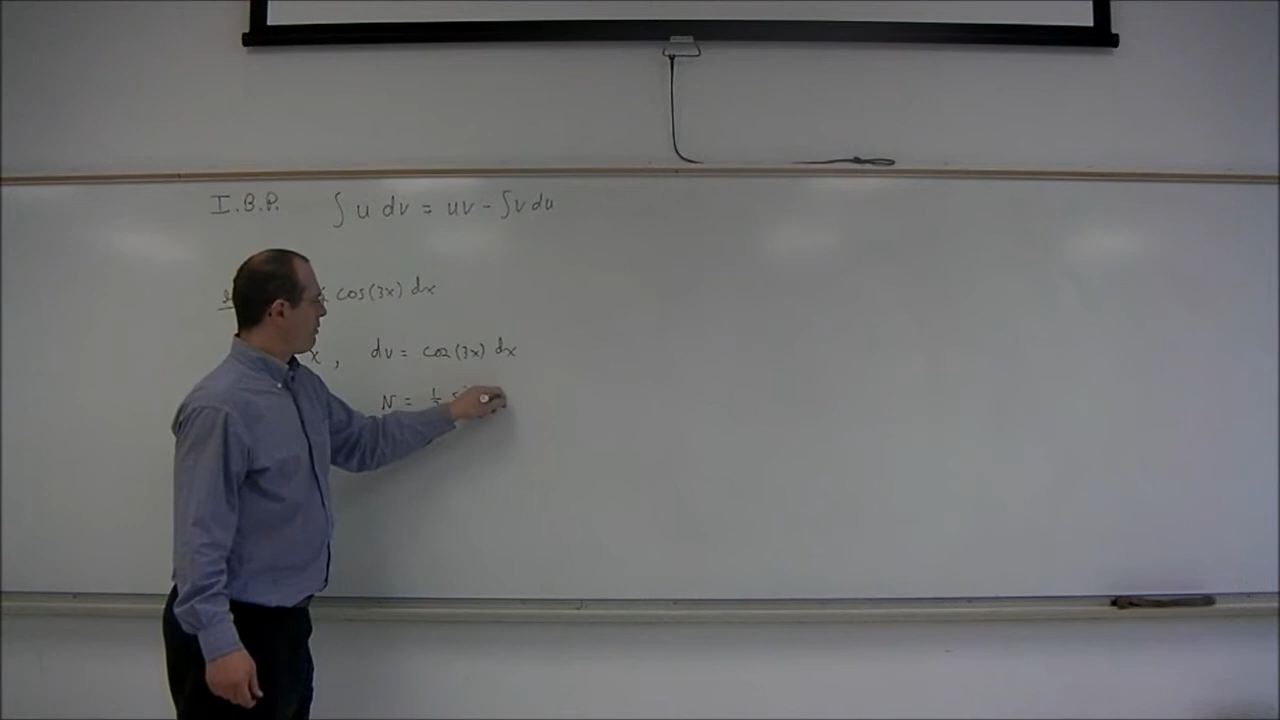 I.B.P. ∫ u dv = uv - ∫ v du
cos(3x) dx
x, dv = cos(3x) dx
v = 1/3